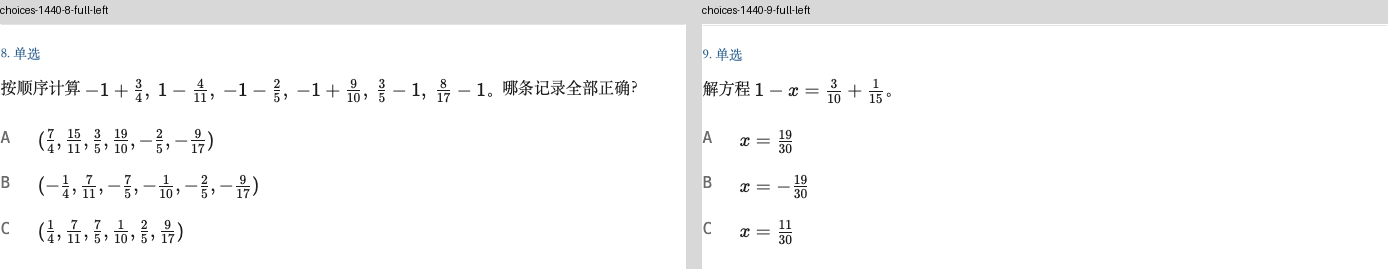 choices-1440-8-full-left
8. 单选
按顺序计算 −1 + 3/4, 1 − 4/11, −1 − 2/5, −1 + 9/10, 3/5 − 1, 8/17 − 1。哪条记录全部正确?
A (7/4, 15/11, 3/5, 19/10, −2/5, −9/17)
B (−1/4, 7/11, −7/5, −1/10, −2/5, −9/17)
C (1/4, 7/11, 7/5, 1/10, 2/5, 9/17)
choices-1440-9-full-left
9. 单选
解方程 1 − x = 3/10 + 1/15。
A x = 19/30
B x = −19/30
C x = 11/30